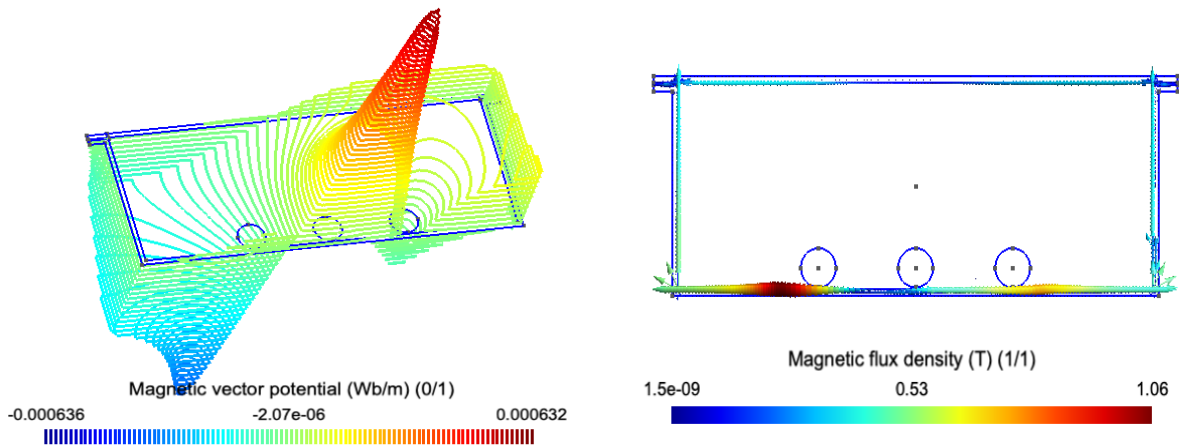 Magnetic vector potential (Wb/m) (0/1)
-0.000636 -2.07e-06 0.000632
Magnetic flux density (T) (1/1)
1.5e-09 0.53 1.06